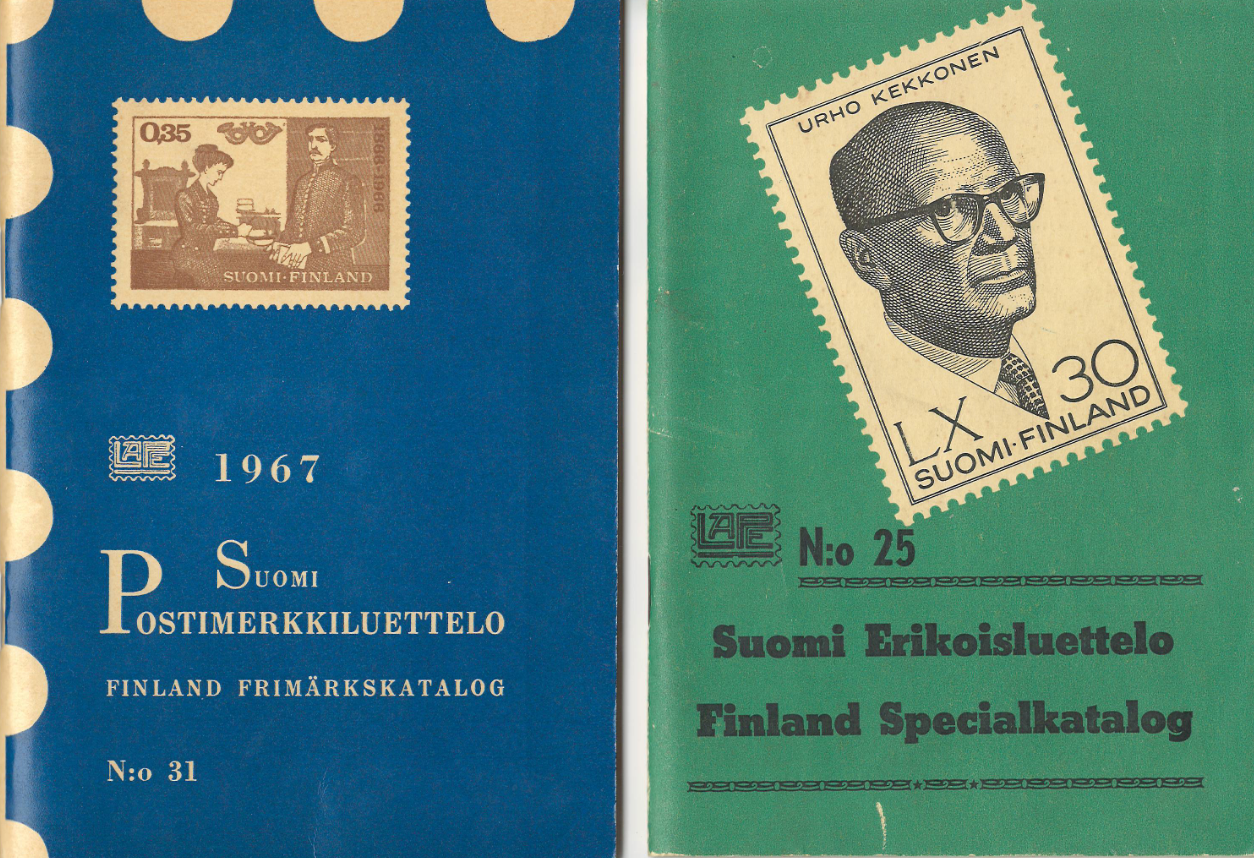 0,35
1866-1966
SUOMI·FINLAND
LAPE
1967
SUOMI
POSTIMERKKILUETTELO
FINLAND FRIMÄRKSKATALOG
N:o 31
URHO KEKKONEN
LX
30
SUOMI·FINLAND
LAPE
N:o 25
Suomi Erikoisluettelo
Finland Specialkatalog